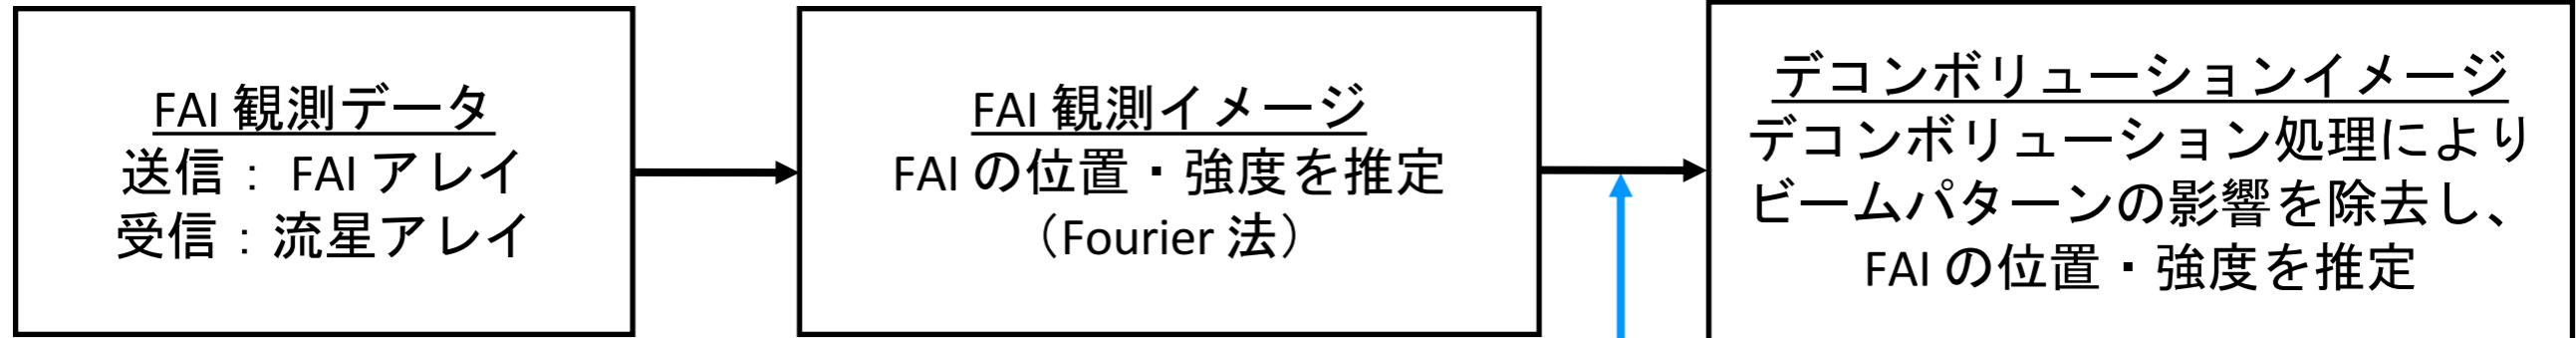 FAI 観測データ
送信： FAI アレイ
受信：流星アレイ
FAI 観測イメージ
FAI の位置・強度を推定
（Fourier 法）
デコンボリューションイメージ
デコンボリューション処理により
ビームパターンの影響を除去し、
FAI の位置・強度を推定